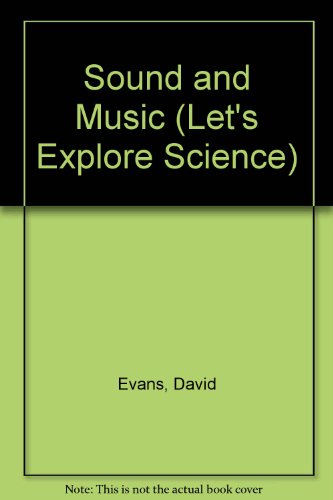 Sound and
Music (Let's
Explore Science)
Evans, David
Note: This is not the actual book cover